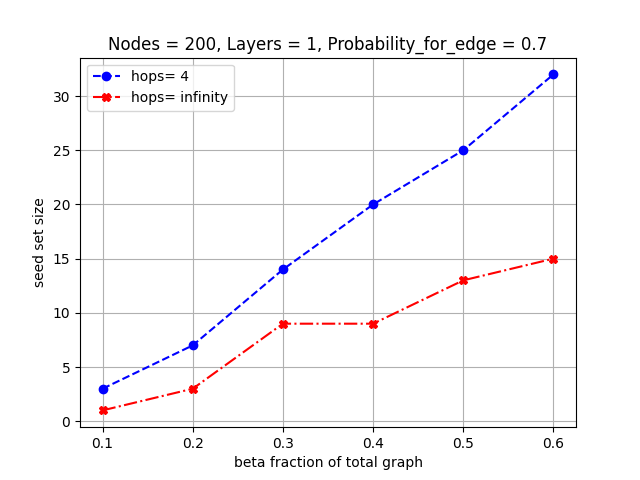 Nodes = 200, Layers = 1, Probability_for_edge = 0.7
hops= 4
hops= infinity
30
25
20
15
10
5
0
seed set size
0.1 0.2 0.3 0.4 0.5 0.6
beta fraction of total graph